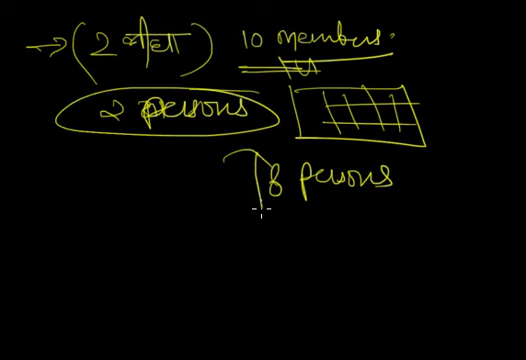 → (2 बीघा) 10 members.
2 persons
8 persons